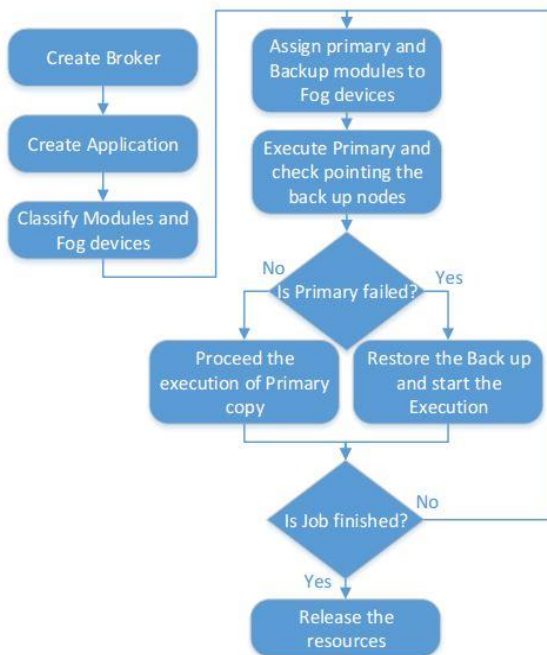 Create Broker
Create Application
Classify Modules and
Fog devices
Assign primary and
Backup modules to
Fog devices
Execute Primary and
check pointing the
back up nodes
Is Primary failed?
No
Yes
Proceed the
execution of Primary
copy
Restore the Back up
and start the
Execution
Is Job finished?
No
Yes
Release the
resources